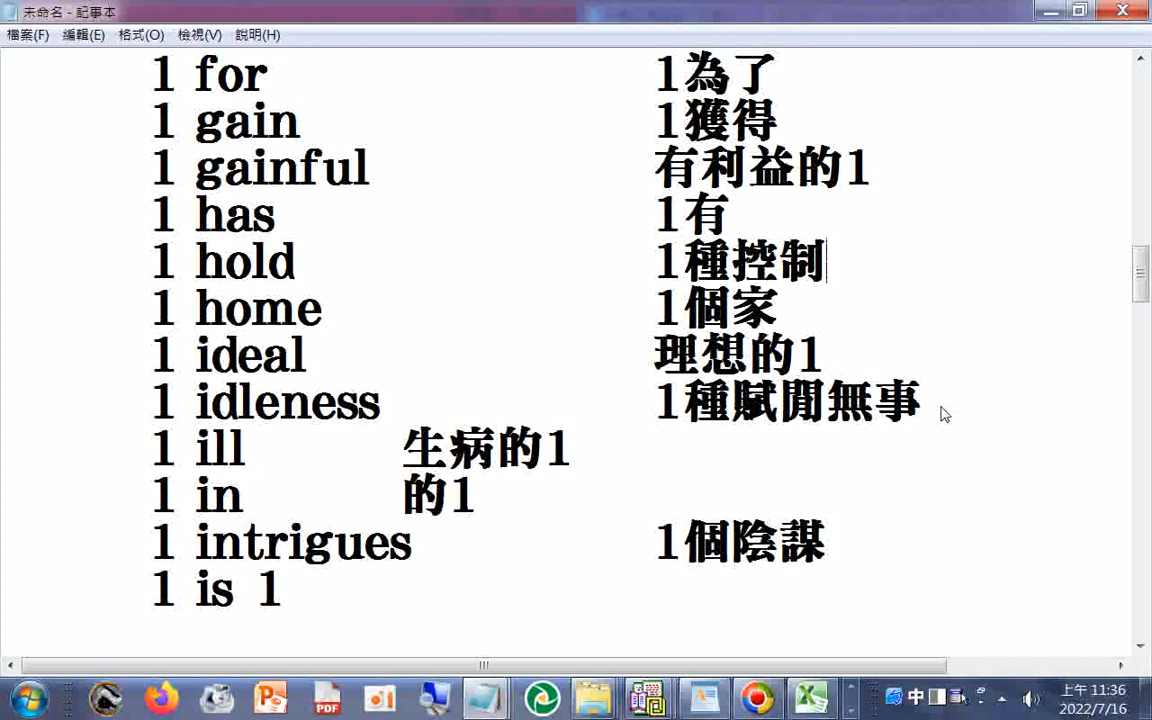 未命名 - 記事本
檔案(F) 編輯(E) 格式(O) 檢視(V) 說明(H)
1 for 1為了
1 gain 1獲得
1 gainful 有利益的1
1 has 1有
1 hold 1種控制
1 home 1個家
1 ideal 理想的1
1 idleness 1種賦閒無事
1 ill 生病的1
1 in 的1
1 intrigues 1個陰謀
1 is 1
PDF
中
上午 11:36
2022/7/16